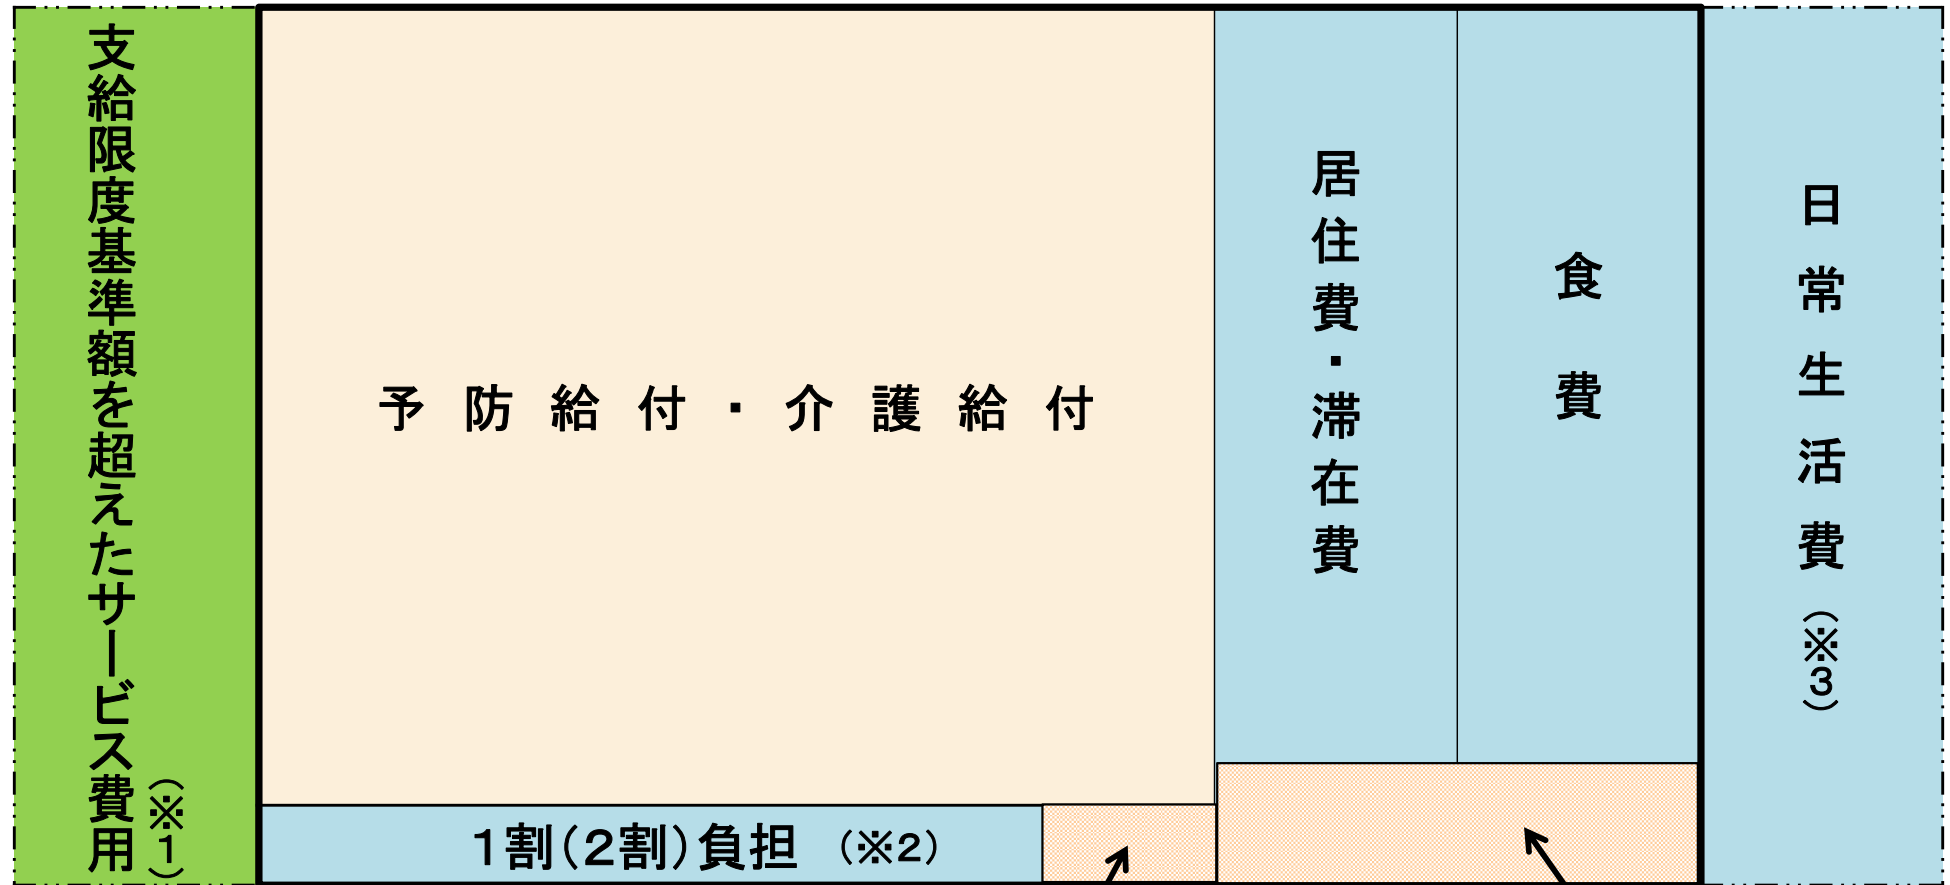 支給限度基準額を超えたサービス費用
（※１）
予防給付・介護給付
１割（２割）負担（※２）
居住費・滞在費
食費
日常生活費（※３）